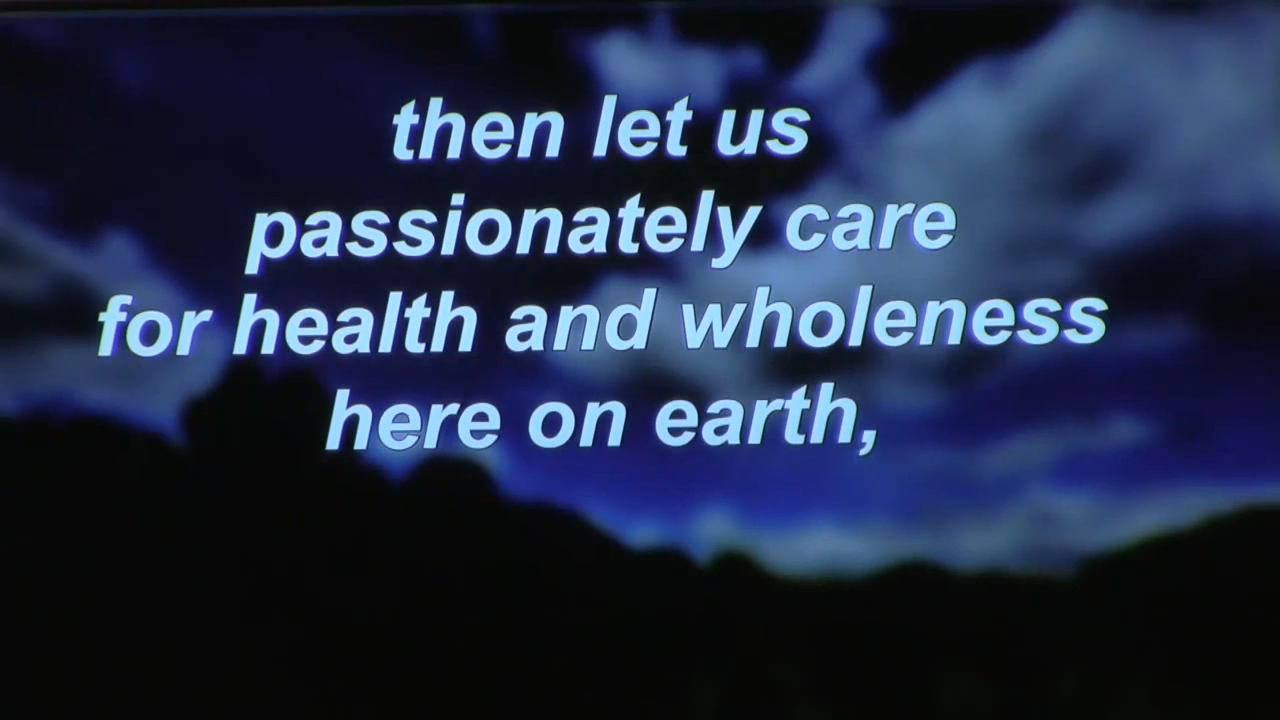 then let us
passionately care
for health and wholeness
here on earth,